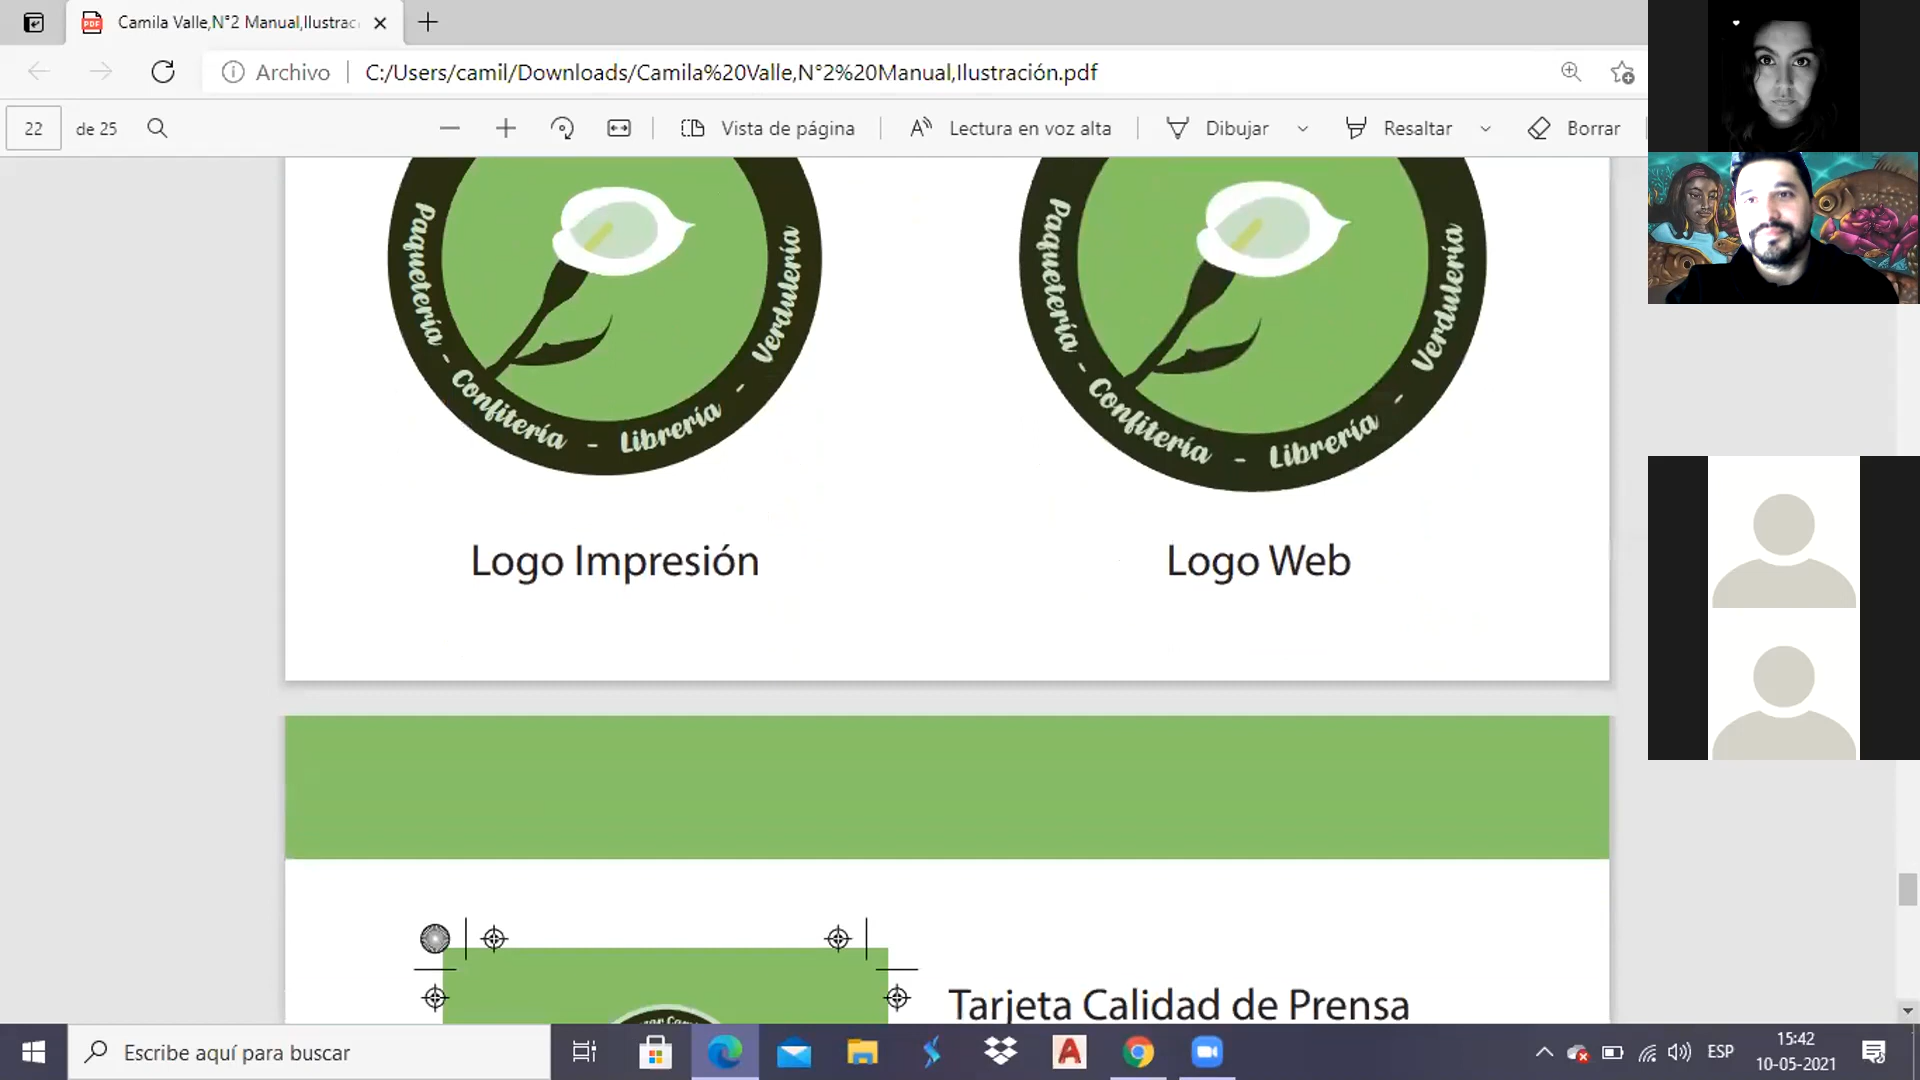 Camila Valle,N°2 Manual,Ilustrac
Archivo
C:/Users/camil/Downloads/Camila%20Valle,N°2%20Manual,Ilustración.pdf
22
de 25
Vista de página
Lectura en voz alta
Dibujar
Resaltar
Borrar
Paquetería - Confitería - Librería - Verdulería
Paquetería - Confitería - Librería - Verdulería
Logo Impresión
Logo Web
Tarjeta Calidad de Prensa
Escribe aquí para buscar
ESP
15:42
10-05-2021